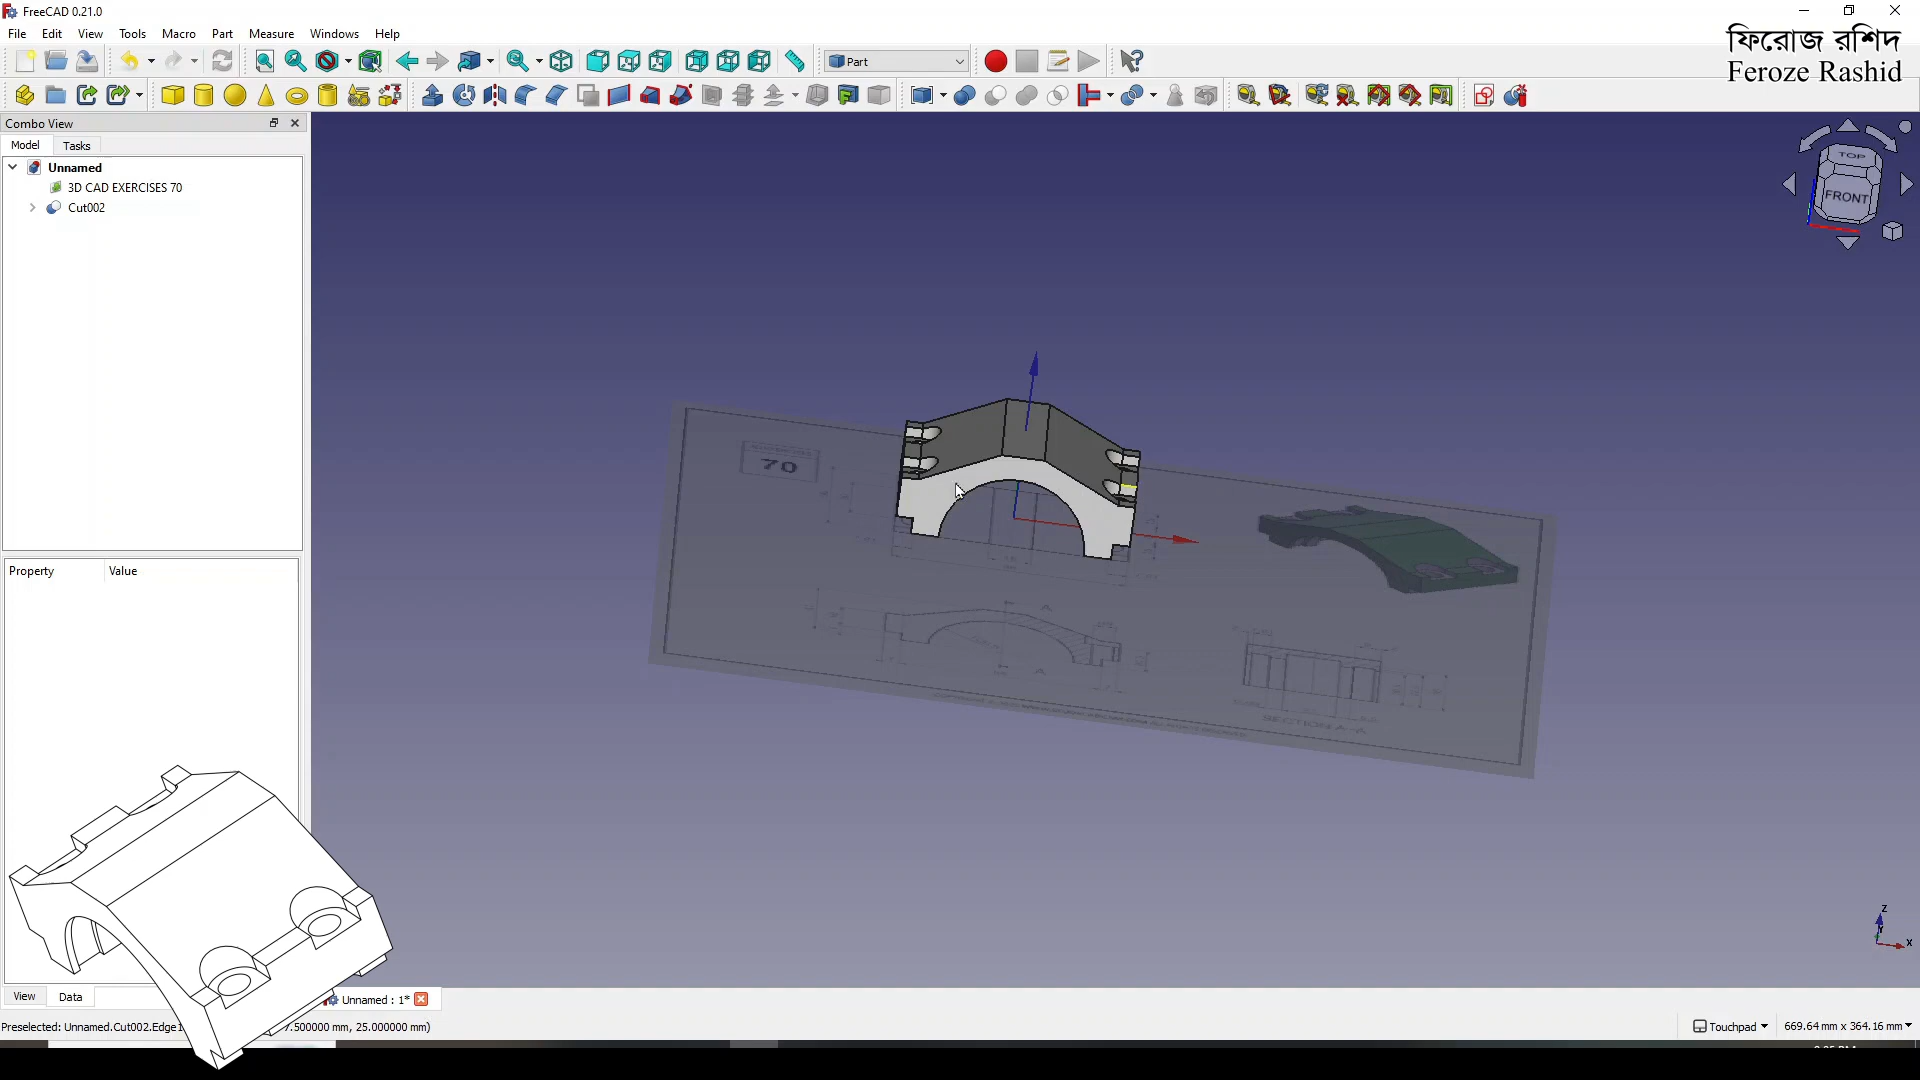 FreeCAD 0.21.0
File Edit View Tools Macro Part Measure Windows Help
ফিরোজ রশিদ
Feroze Rashid
Part
Combo View
Model Tasks
Unnamed
3D CAD EXERCISES 70
Cut002
TOP
FRONT
70
Property Value
SECTION A-A
Z
Y
X
View Data
Unnamed : 1*
Preselected: Unnamed.Cut002.Edge1 7.500000 mm, 25.000000 mm)
Touchpad 669.64 mm x 364.16 mm